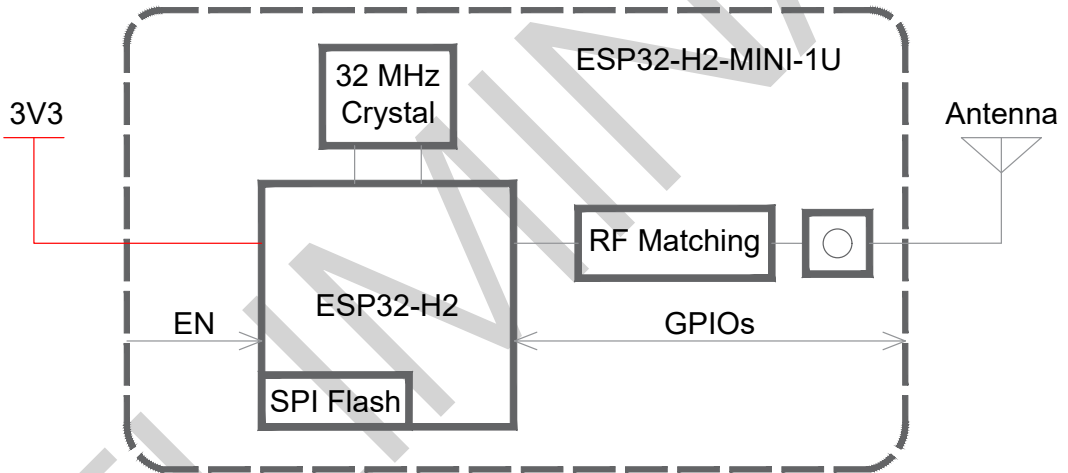 ESP32-H2-MINI-1U
32 MHz
Crystal
3V3
Antenna
RF Matching
ESP32-H2
EN
GPIOs
SPI Flash